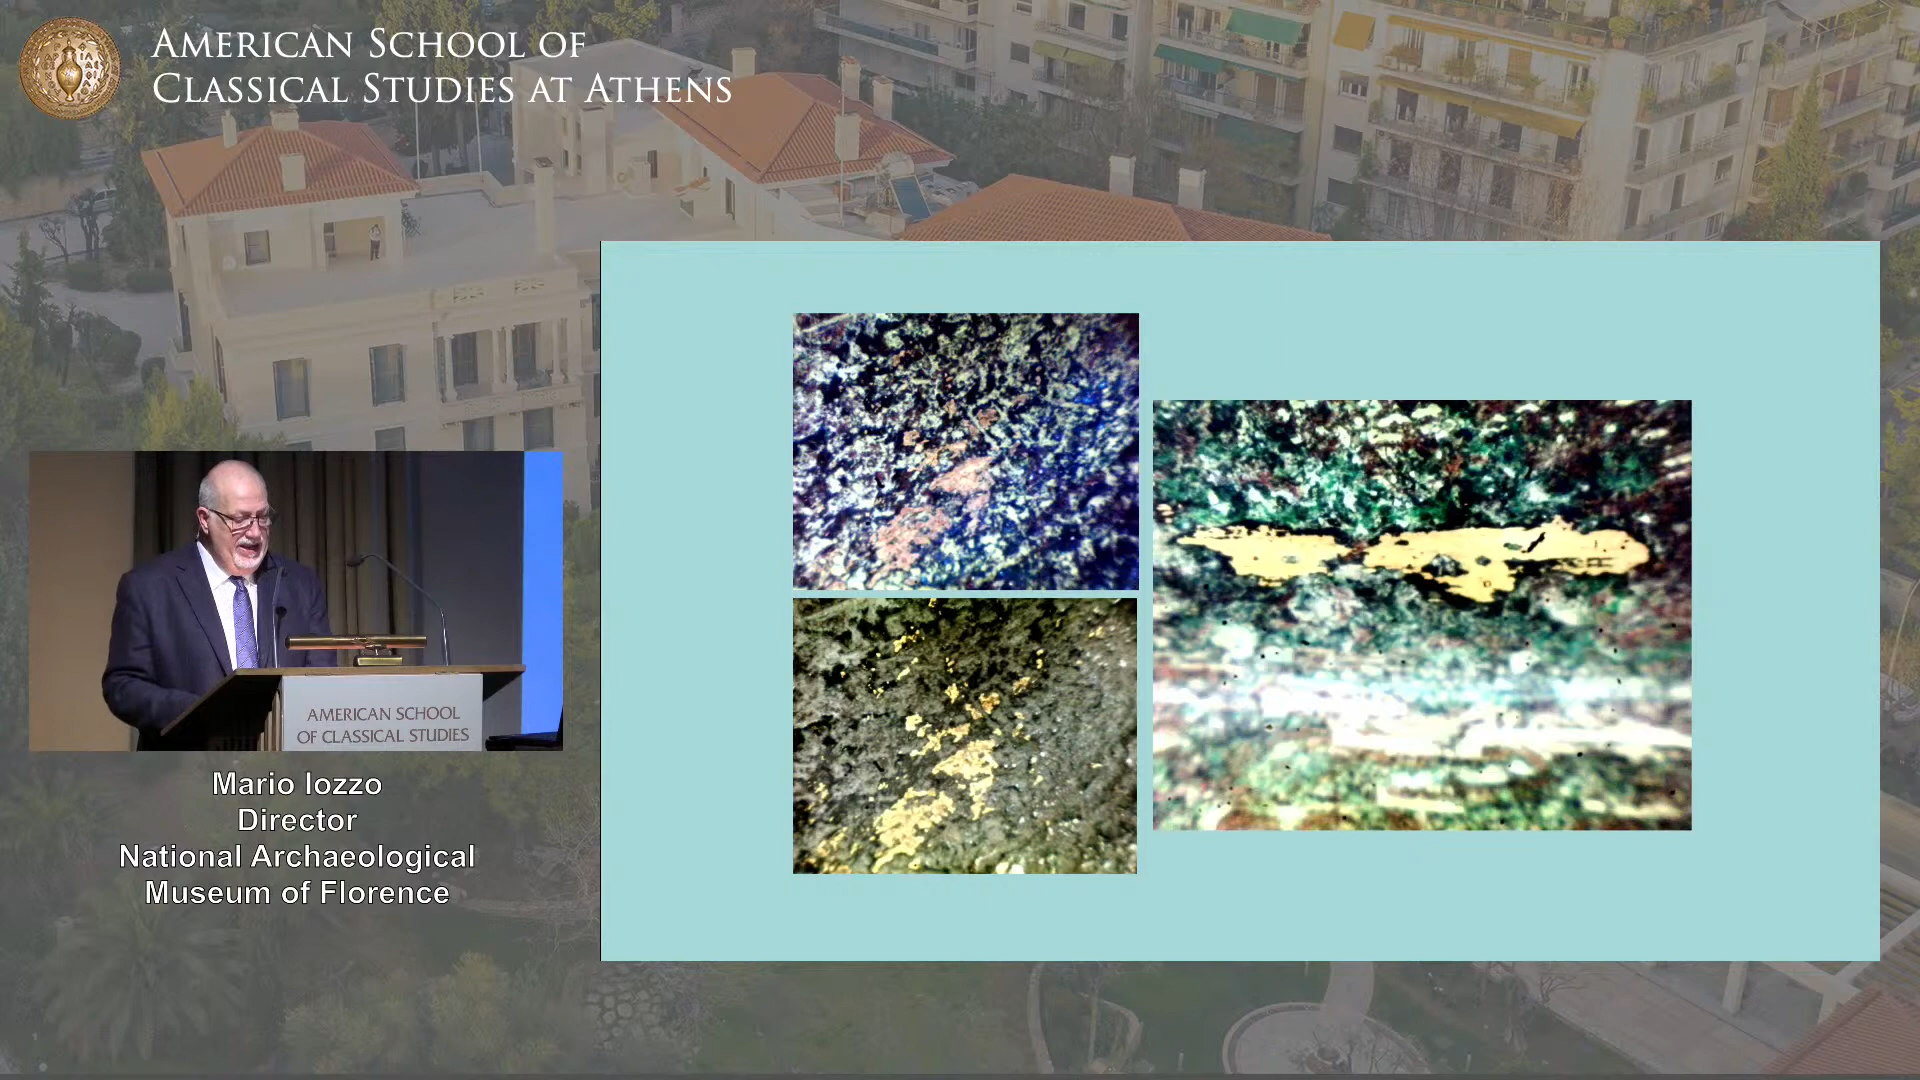 AMERICAN SCHOOL OF
CLASSICAL STUDIES AT ATHENS
AMERICAN SCHOOL
OF CLASSICAL STUDIES
Mario Iozzo
Director
National Archaeological
Museum of Florence